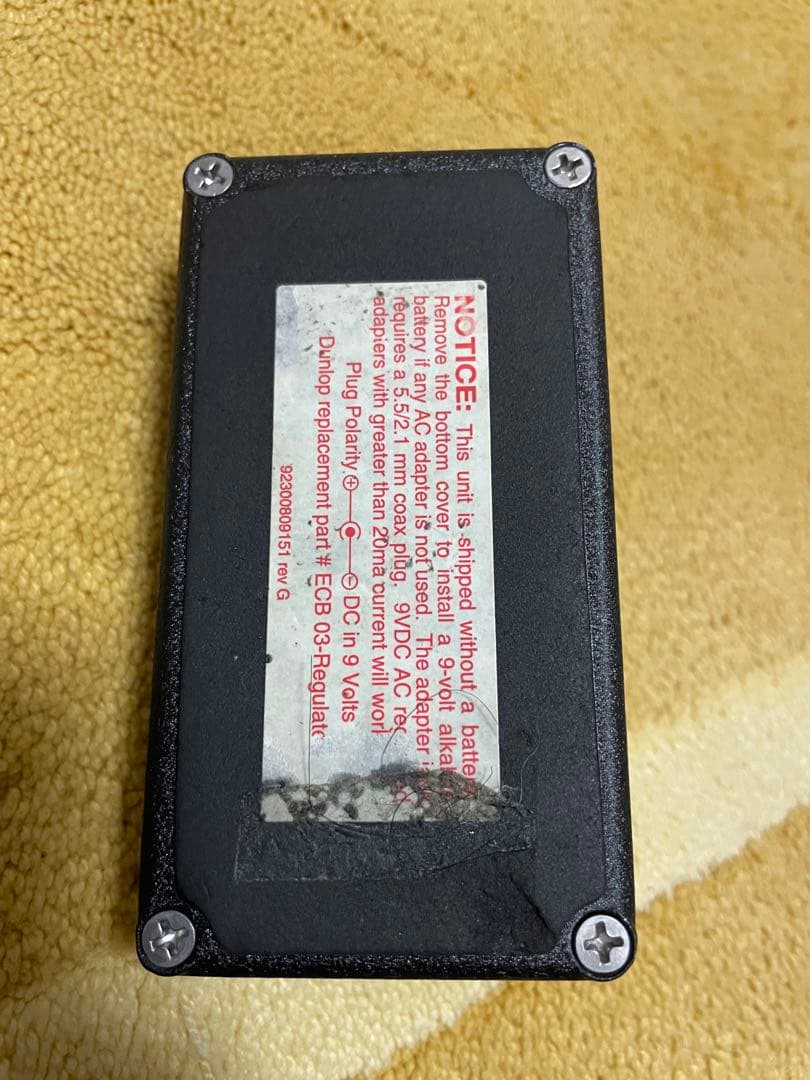 NOTICE: This unit is shipped without a
Remove the bottom cover to install a 9-volt
battery if any AC adapter is not used. The adapter
requires a 5.5/2.1 mm coax plug. 9VDC AC
adapters with greater than 20ma current will
Plug Polarity + - DC in 9 Volts
Dunlop replacement part # ECB 03-Regulat
92300809151 rev G